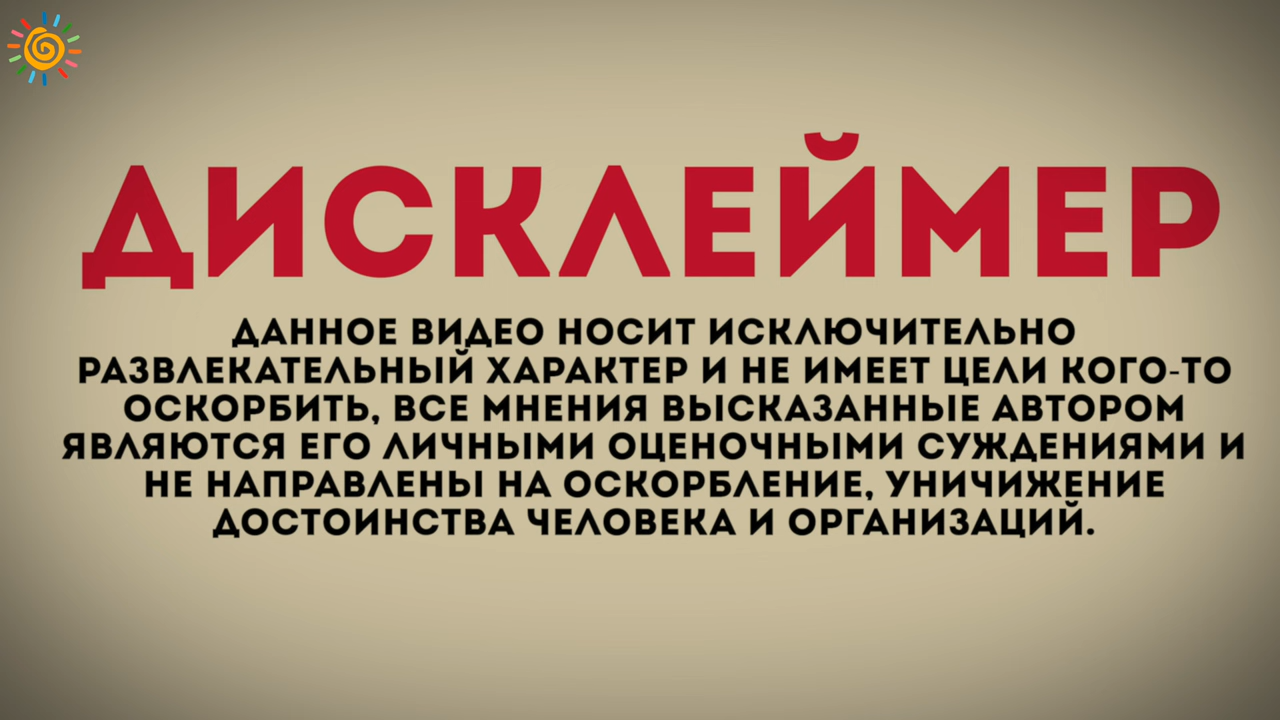 ДИСКЛЕЙМЕР
ДАННОЕ ВИДЕО НОСИТ ИСКЛЮЧИТЕЛЬНО
РАЗВЛЕКАТЕЛЬНЫЙ ХАРАКТЕР И НЕ ИМЕЕТ ЦЕЛИ КОГО-ТО
ОСКОРБИТЬ, ВСЕ МНЕНИЯ ВЫСКАЗАННЫЕ АВТОРОМ
ЯВЛЯЮТСЯ ЕГО ЛИЧНЫМИ ОЦЕНОЧНЫМИ СУЖДЕНИЯМИ И
НЕ НАПРАВЛЕНЫ НА ОСКОРБЛЕНИЕ, УНИЧИЖЕНИЕ
ДОСТОИНСТВА ЧЕЛОВЕКА И ОРГАНИЗАЦИЙ.